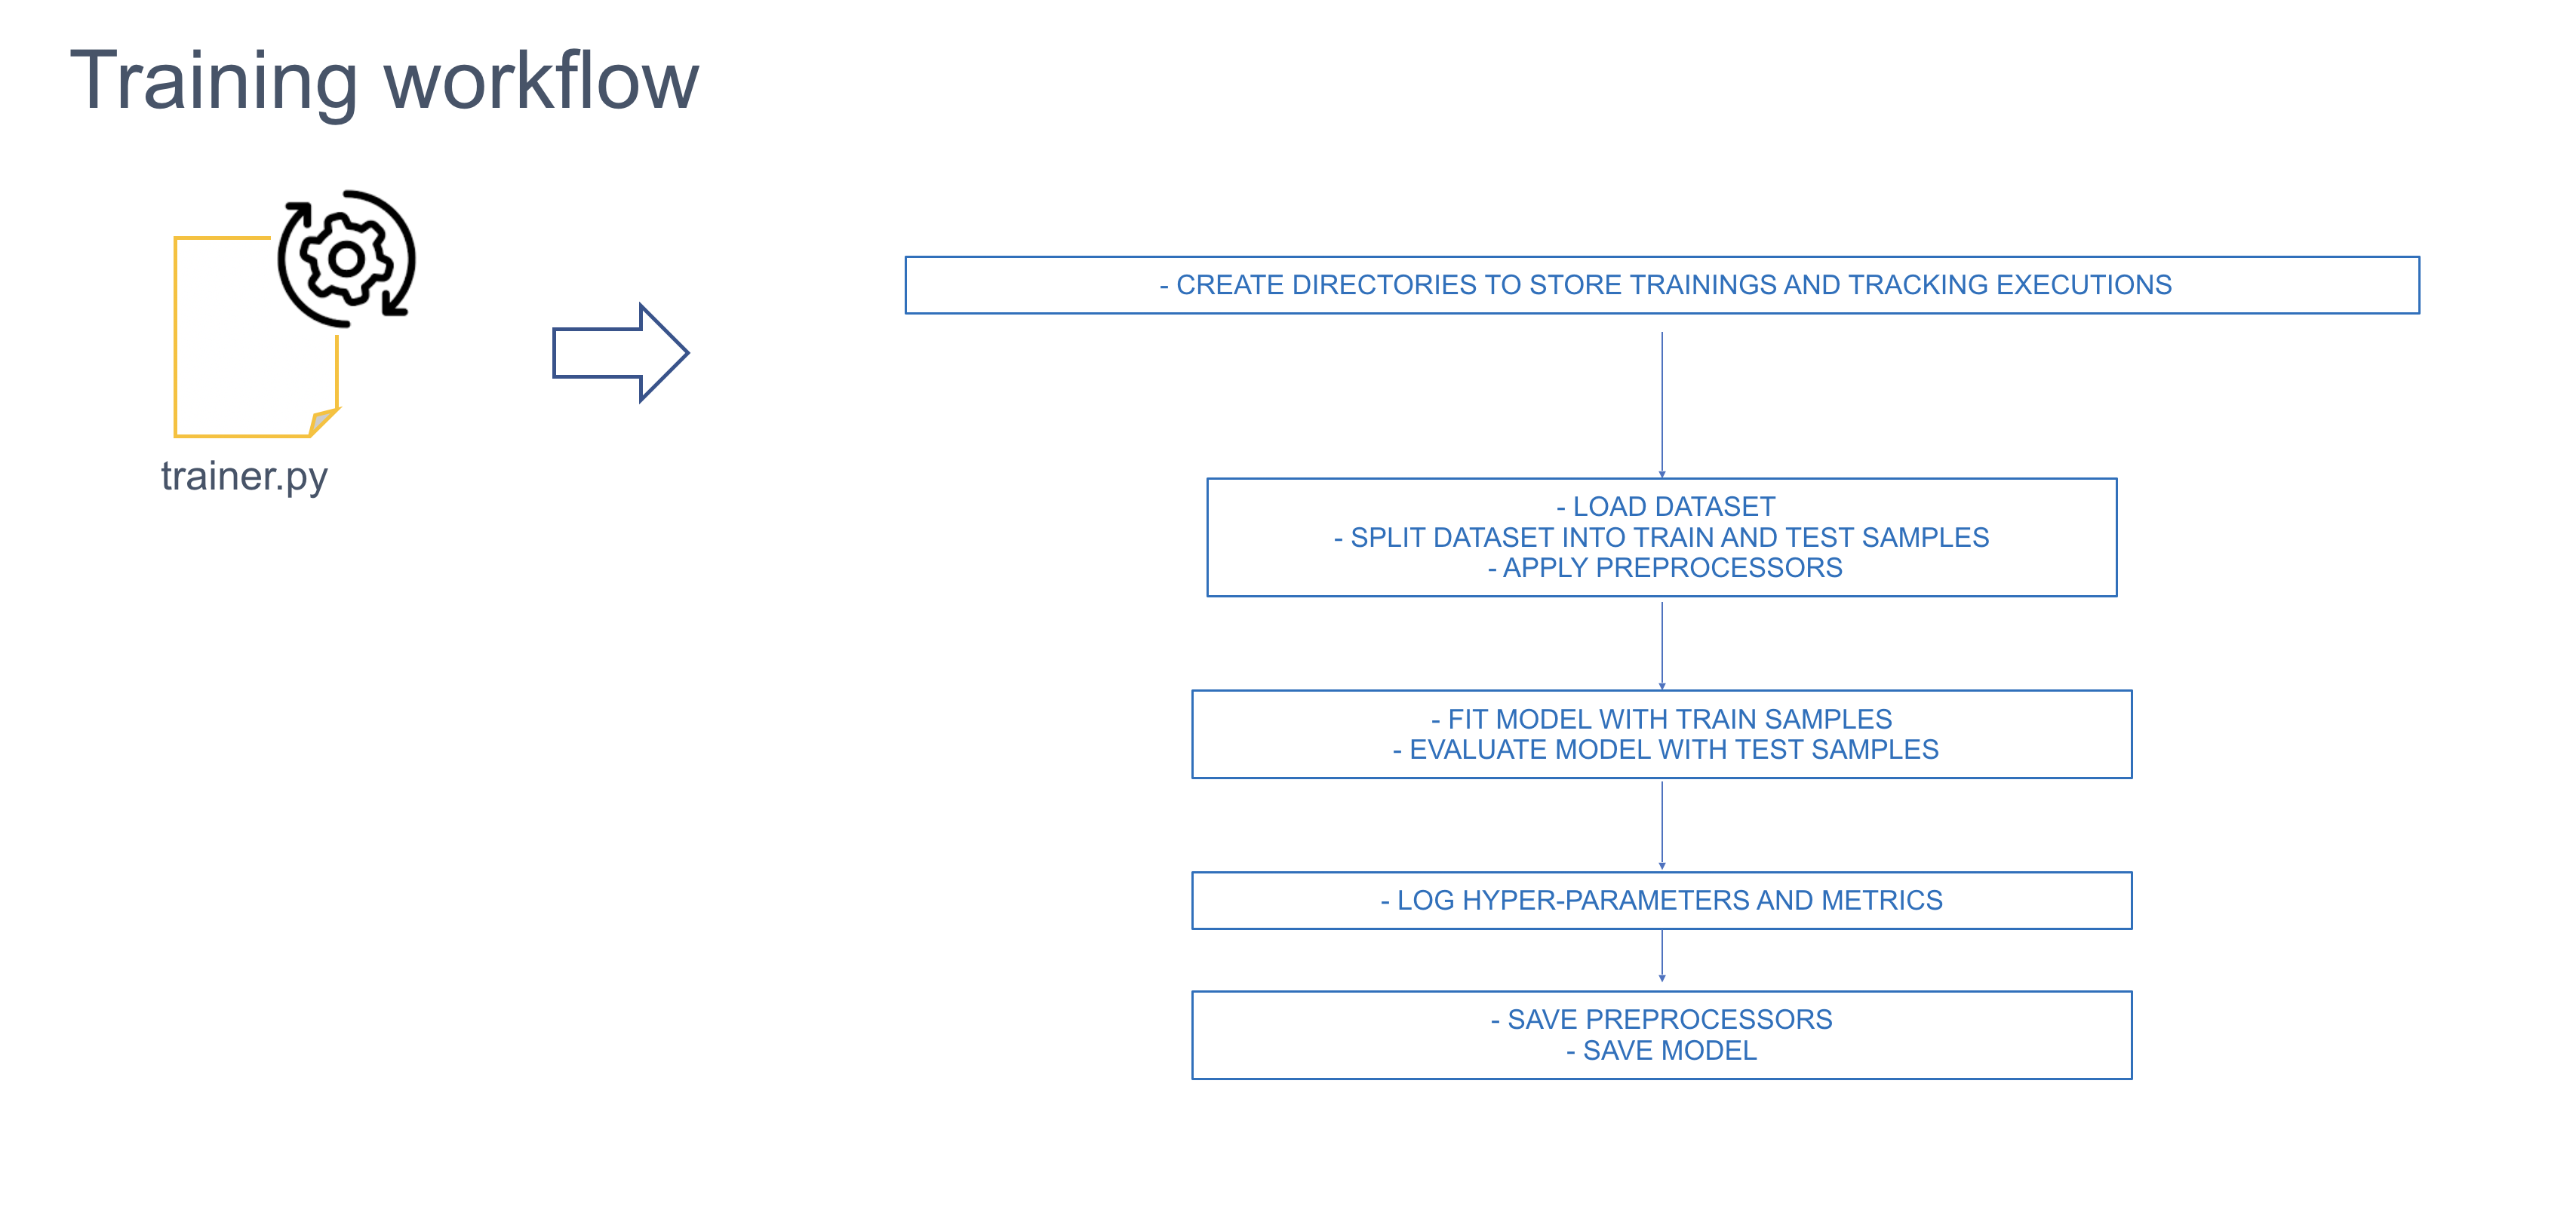 Training workflow
trainer.py
- CREATE DIRECTORIES TO STORE TRAININGS AND TRACKING EXECUTIONS
- LOAD DATASET
- SPLIT DATASET INTO TRAIN AND TEST SAMPLES
- APPLY PREPROCESSORS
- FIT MODEL WITH TRAIN SAMPLES
- EVALUATE MODEL WITH TEST SAMPLES
- LOG HYPER-PARAMETERS AND METRICS
- SAVE PREPROCESSORS
- SAVE MODEL